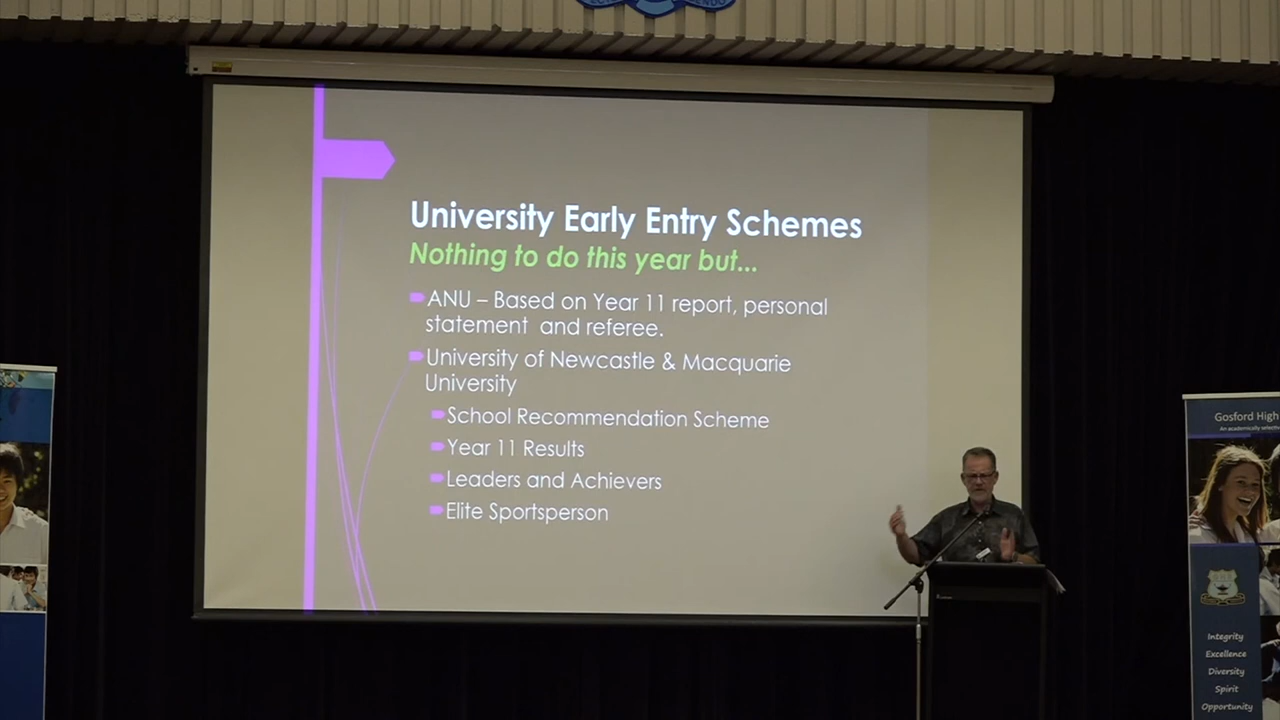 University Early Entry Schemes
Nothing to do this year but...
ANU – Based on Year 11 report, personal
statement and referee.
University of Newcastle & Macquarie
University
School Recommendation Scheme
Year 11 Results
Leaders and Achievers
Elite Sportsperson
Gosford High
An academically
Integrity
Excellence
Diversity
Spirit
Opportunity